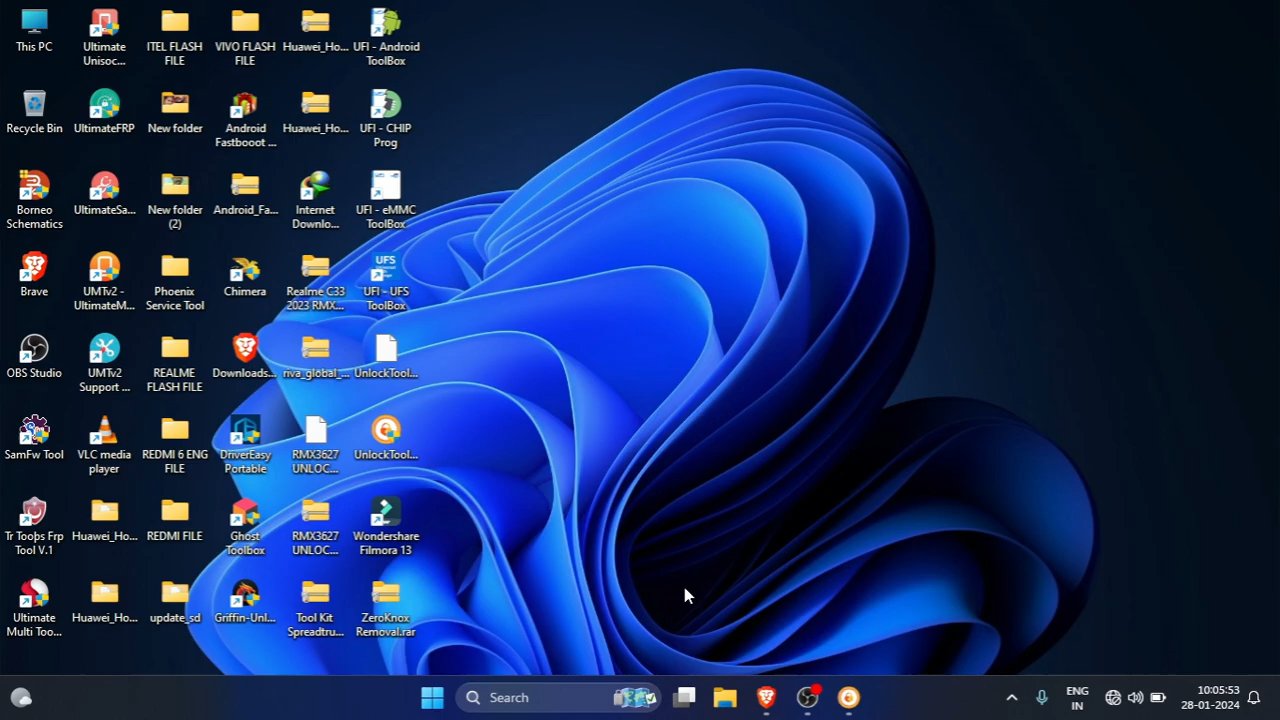 This PC
Ultimate
Unisoc...
ITEL FLASH
FILE
VIVO FLASH
FILE
Huawei_Ho...
UFI - Android
ToolBox
Recycle Bin
UltimateFRP
New folder
Android
Fastbooot ...
Huawei_Ho...
UFI - CHIP
Prog
Borneo
Schematics
UltimateSa...
New folder
(2)
Android_Fa...
Internet
Downlo...
UFI - eMMC
ToolBox
Brave
UMTv2 -
UltimateM...
Phoenix
Service Tool
Chimera
Realme C33
2023 RMX...
UFS
UFI - UFS
ToolBox
OBS Studio
UMTv2
Support ...
REALME
FLASH FILE
Downloads...
riva_global_...
UnlockTool...
SamFw Tool
VLC media
player
REDMI 6 ENG
FILE
DriverEasy
Portable
RMX3627
UNLOC...
UnlockTool...
Tr Tools Frp
Tool V.1
Huawei_Ho...
REDMI FILE
Ghost
Toolbox
RMX3627
UNLOC...
Wondershare
Filmora 13
Ultimate
Multi Too...
Huawei_Ho...
update_sd
Griffin-Unl...
Tool Kit
Spreadtru...
ZeroKnox
Removal.rar
Search
ENG
IN
10:05:53
28-01-2024